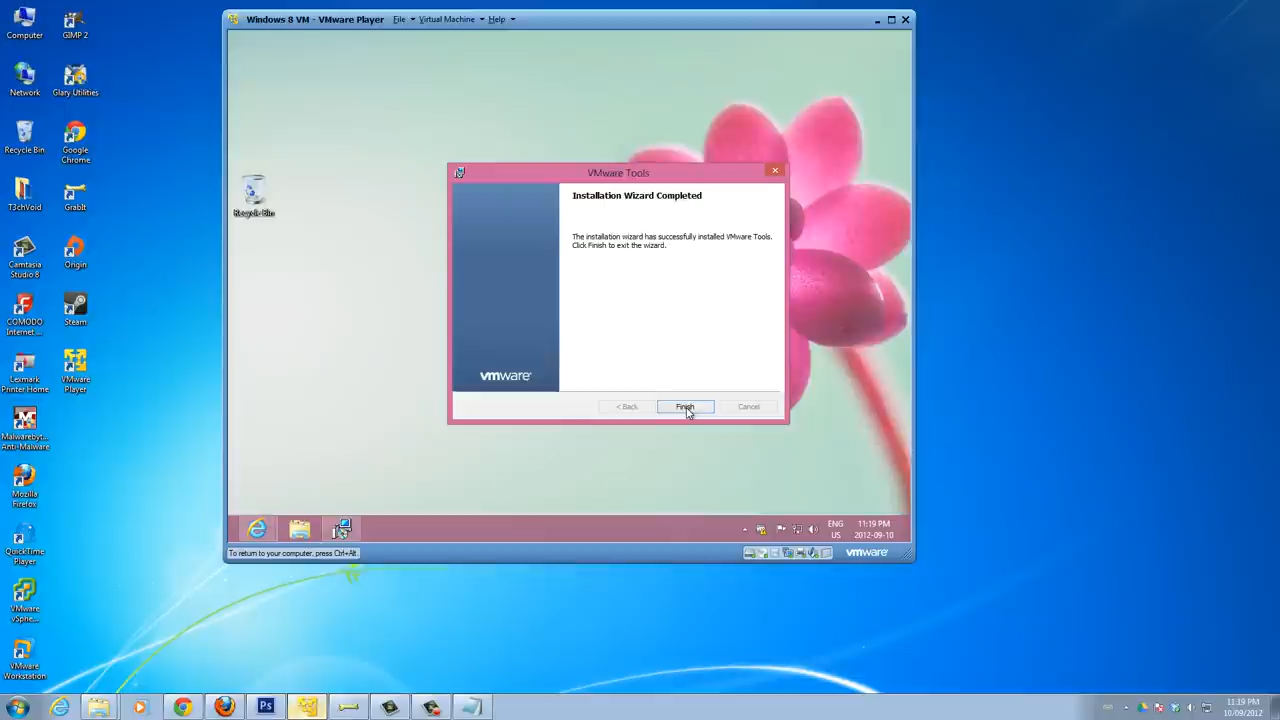 Windows 8 VM - VMware Player File Virtual Machine Help
Computer
GIMP 2
Network
Glary Utilities
Recycle Bin
Google
Chrome
T3chVoid
GrabIt
Camtasia
Studio 8
Origin
COMODO
Internet ...
Steam
Lexmark
Printer Home
VMware
Player
Malwarebyt...
Anti-Malware
Mozilla
Firefox
QuickTime
Player
VMware
vSphe...
VMware
Workstation
Recycle Bin
VMware Tools
Installation Wizard Completed
The installation wizard has successfully installed VMware Tools.
Click Finish to exit the wizard.
vmware
< Back Finish Cancel
ENG 11:19 PM
US 2012-09-10
To return to your computer, press Ctrl+Alt.
vmware
Ps
11:19 PM
10/09/2012